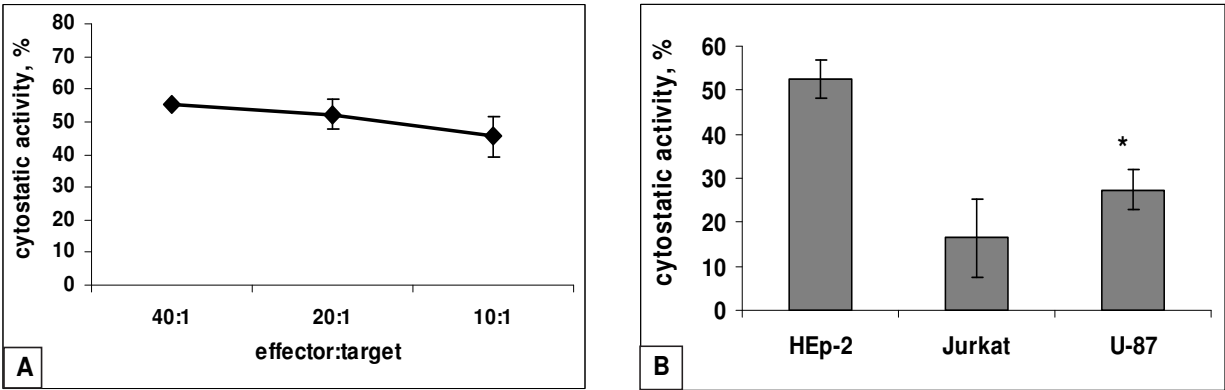 cytostatic activity, %
80
70
60
50
40
30
20
10
0
40:1 20:1 10:1
effector:target
A
cytostatic activity, %
60
50
40
30
20
10
0
*
HEp-2 Jurkat U-87
B